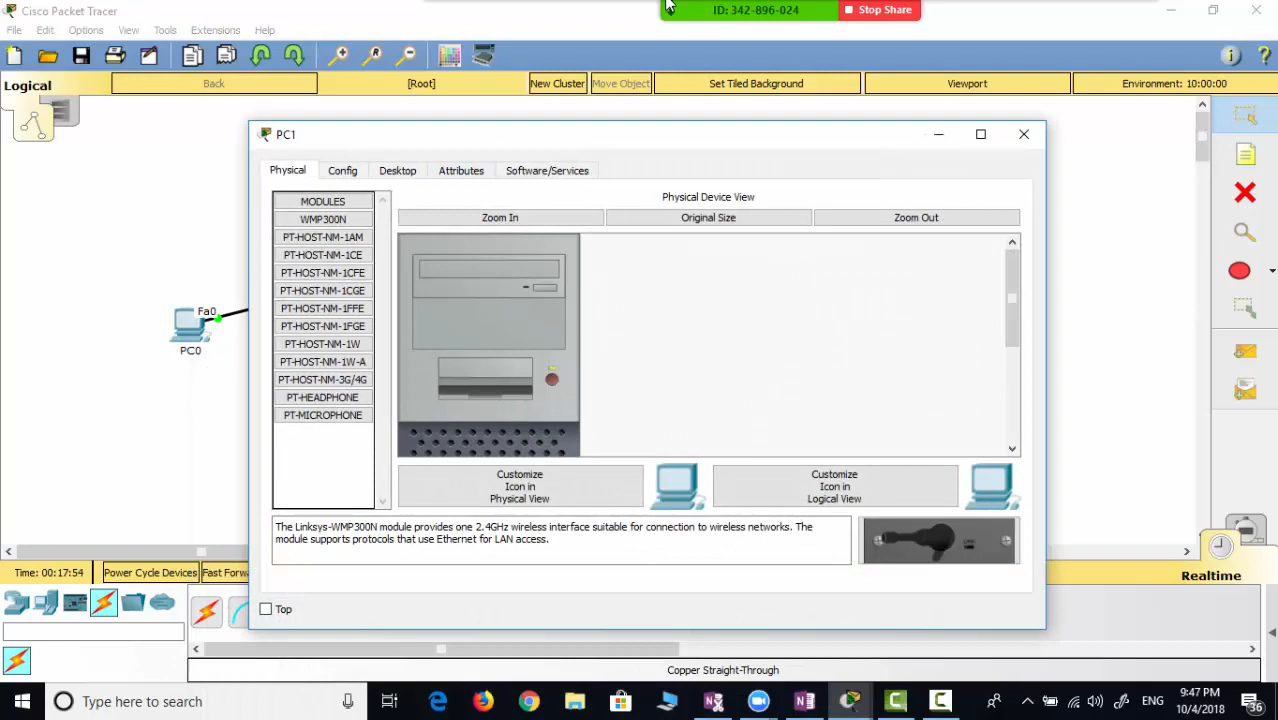 Cisco Packet Tracer
ID: 342-896-024
Stop Share
File Edit Options View Tools Extensions Help
Logical
Back
[Root]
New Cluster
Move Object
Set Tiled Background
Viewport
Environment: 10:00:00
PC1
Physical
Config
Desktop
Attributes
Software/Services
MODULES
WMP300N
PT-HOST-NM-1AM
PT-HOST-NM-1CE
PT-HOST-NM-1CFE
PT-HOST-NM-1CGE
PT-HOST-NM-1FFE
PT-HOST-NM-1FGE
PT-HOST-NM-1W
PT-HOST-NM-1W-A
PT-HOST-NM-3G/4G
PT-HEADPHONE
PT-MICROPHONE
Physical Device View
Zoom In
Original Size
Zoom Out
Customize
Icon in
Physical View
Customize
Icon in
Logical View
The Linksys-WMP300N module provides one 2.4GHz wireless interface suitable for connection to wireless networks. The
module supports protocols that use Ethernet for LAN access.
Top
Fa0
PC0
Time: 00:17:54
Power Cycle Devices
Fast Forw
Realtime
Copper Straight-Through
Type here to search
ENG
9:47 PM
10/4/2018
36